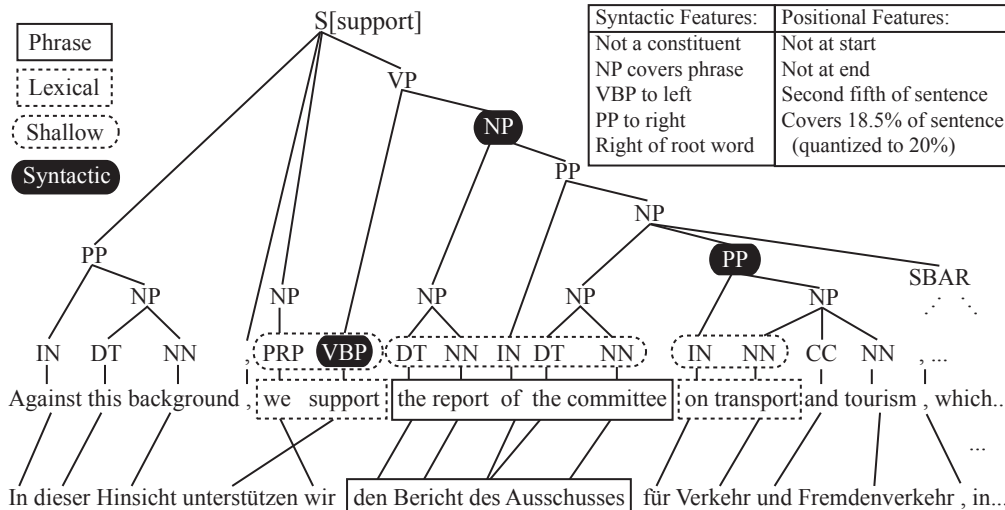 S[support]
Phrase
Lexical
Shallow
Syntactic
Syntactic Features:
Not a constituent
NP covers phrase
VBP to left
PP to right
Right of root word
Positional Features:
Not at start
Not at end
Second fifth of sentence
Covers 18.5% of sentence
(quantized to 20%)
VP
NP
PP
NP
PP PP SBAR
NP NP NP NP NP
IN DT NN , PRP VBP DT NN IN DT NN IN NN CC NN , ...
Against this background , we support the report of the committee on transport and tourism , which...
...
In dieser Hinsicht unterstützen wir den Bericht des Ausschusses für Verkehr und Fremdenverkehr , in...